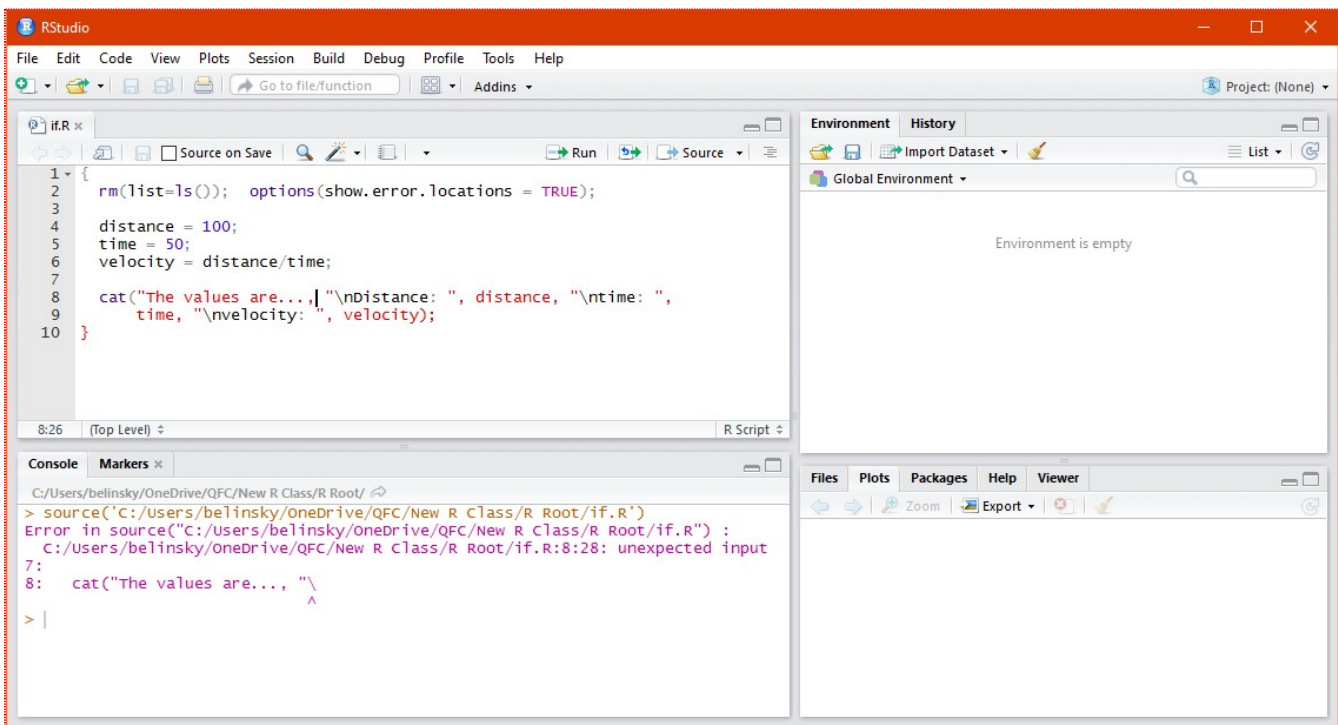 RStudio
File Edit Code View Plots Session Build Debug Profile Tools Help
Go to file/function Addins Project: (None)
if.R
Source on Save Run Source
1 {
2 rm(list=ls());  options(show.error.locations = TRUE);
3
4 distance = 100;
5 time = 50;
6 velocity = distance/time;
7
8 cat("The values are..., "\nDistance: ", distance, "\ntime: ",
9 time, "\nvelocity: ", velocity);
10 }
8:26 (Top Level) R Script
Console Markers
C:/Users/belinsky/OneDrive/QFC/New R Class/R Root/
> source('C:/Users/belinsky/OneDrive/QFC/New R Class/R Root/if.R')
Error in source("C:/Users/belinsky/OneDrive/QFC/New R Class/R Root/if.R") :
C:/Users/belinsky/OneDrive/QFC/New R Class/R Root/if.R:8:28: unexpected input
7:
8:   cat("The values are..., "\
^
>
Environment History
Import Dataset List
Global Environment
Environment is empty
Files Plots Packages Help Viewer
Zoom Export